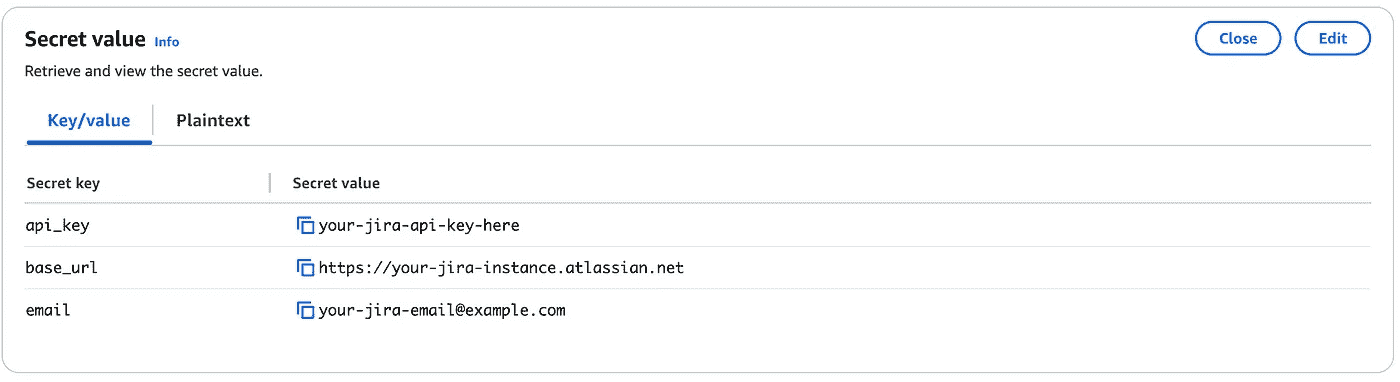 Secret value Info
Close
Edit
Retrieve and view the secret value.
Key/value
Plaintext
Secret key
Secret value
api_key
your-jira-api-key-here
base_url
https://your-jira-instance.atlassian.net
email
your-jira-email@example.com